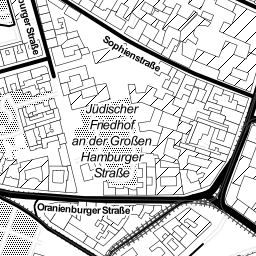 burger Straße
Sophienstraße
Jüdischer
Friedhof
an der Großen
Hamburger
Straße
Oranienburger Straße